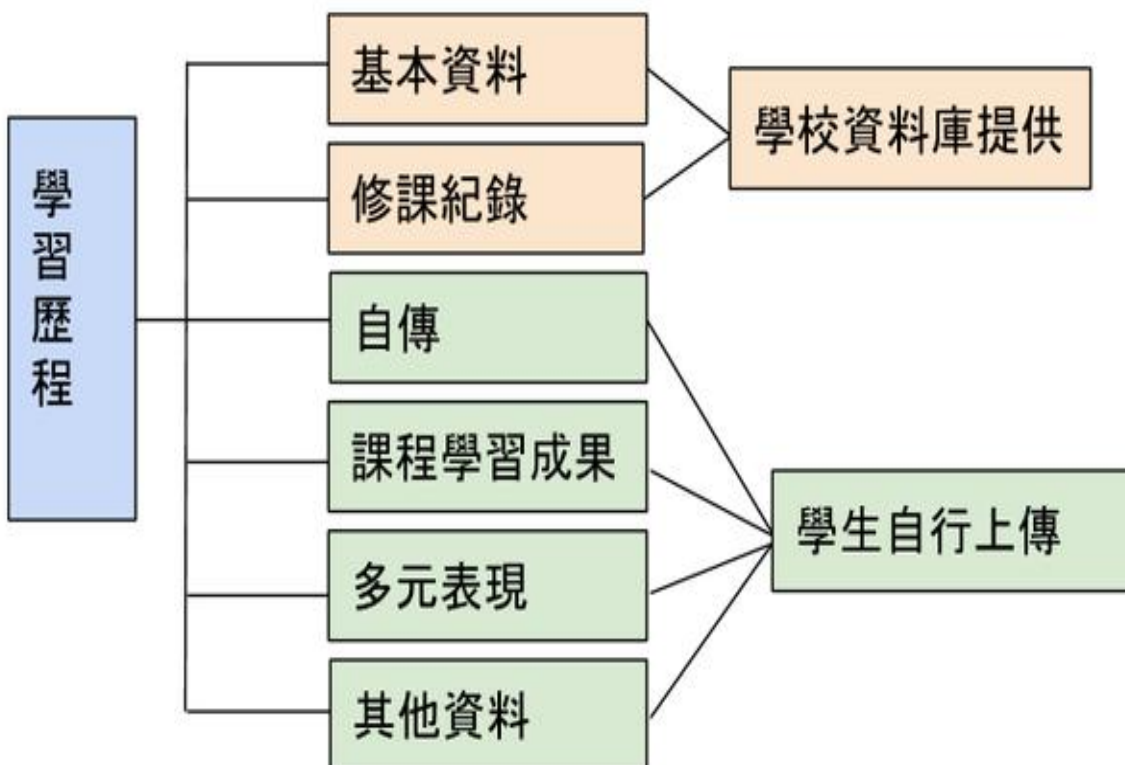 學習歷程
基本資料
修課紀錄
學校資料庫提供
自傳
課程學習成果
多元表現
其他資料
學生自行上傳